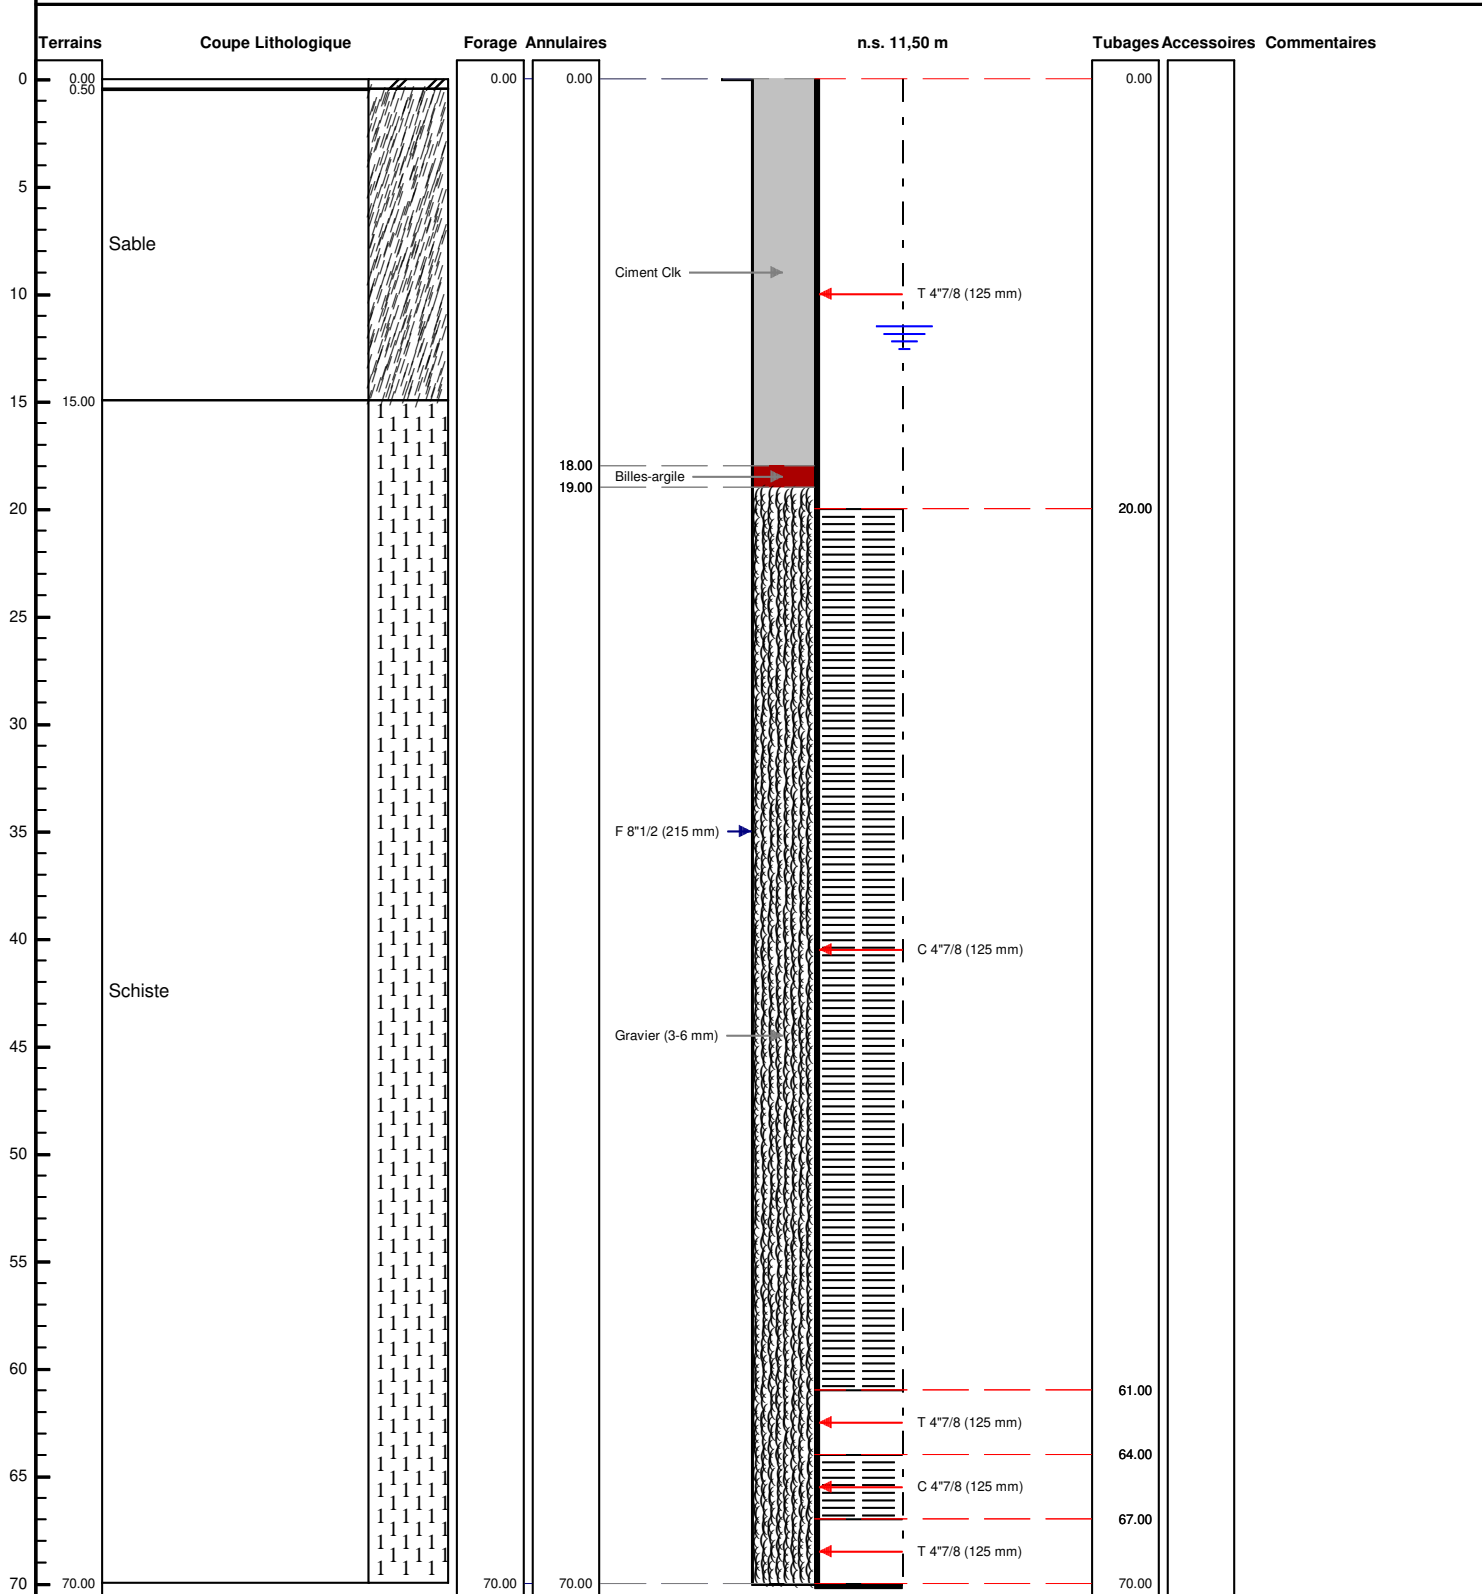 Terrains Coupe Lithologique Forage Annulaires n.s. 11,50 m Tubages Accessoires Commentaires
0 0.00 0.00 0.00 0.00
0.50
5
Sable
Ciment Clk
10 T 4"7/8 (125 mm)
15 15.00
18.00
Billes-argile
19.00
20 20.00
25
30
35 F 8"1/2 (215 mm)
40 C 4"7/8 (125 mm)
Schiste
Gravier (3-6 mm)
45
50
55
60
61.00
T 4"7/8 (125 mm)
64.00
65 C 4"7/8 (125 mm)
67.00
T 4"7/8 (125 mm)
70 70.00 70.00 70.00 70.00